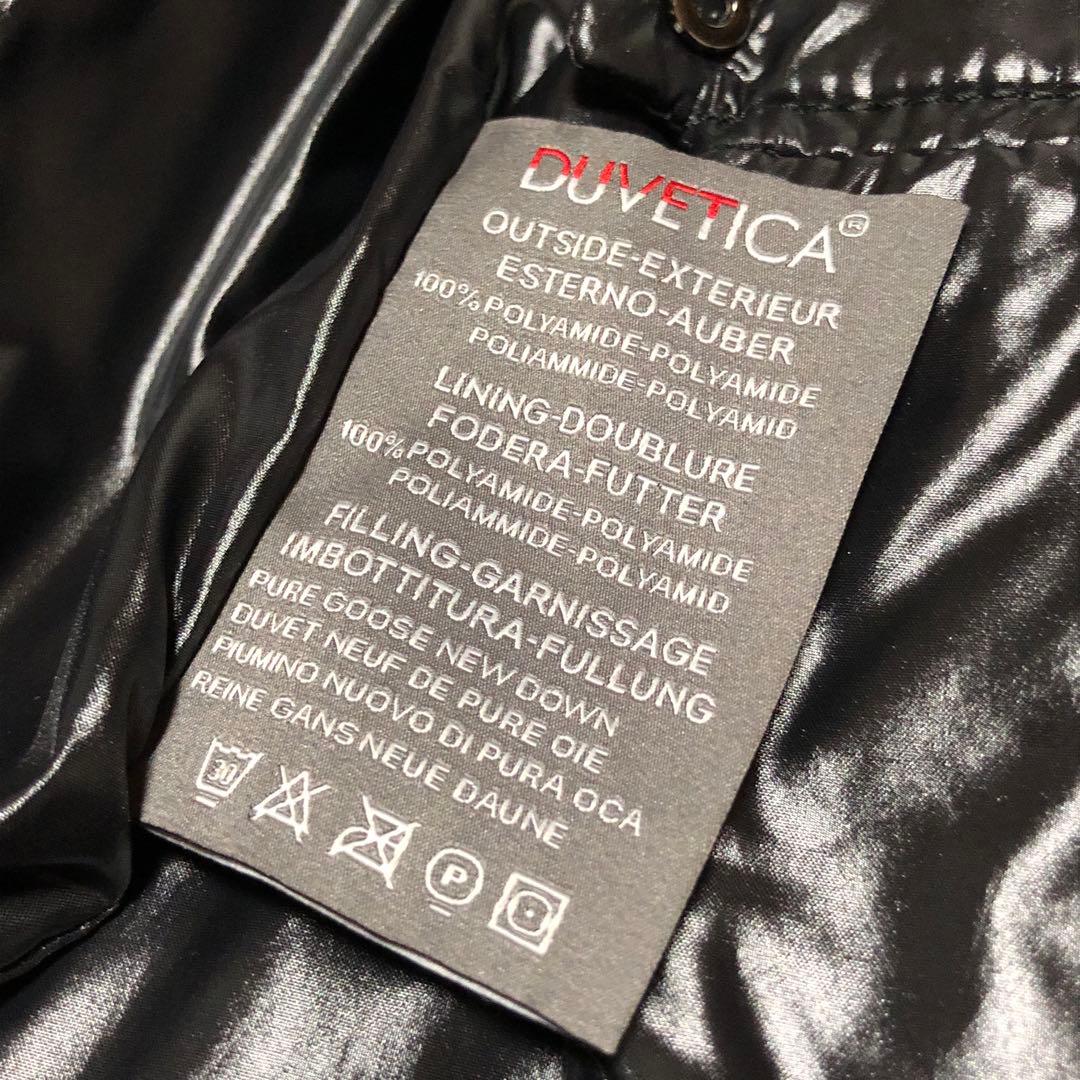 DUVETICA®
OUTSIDE-EXTERIEUR
ESTERNO-AUBER
100% POLYAMIDE-POLYAMIDE
POLIAMMIDE-POLYAMID
LINING-DOUBLURE
FODERA-FUTTER
100% POLYAMIDE-POLYAMIDE
POLIAMMIDE-POLYAMID
FILLING-GARNISSAGE
IMBOTTITURA-FULLUNG
PURE GOOSE NEW DOWN
DUVET NEUF DE PURE OIE
PIUMINO NUOVO DI PURA OCA
REINE GANS NEUE DAUNE
30
P